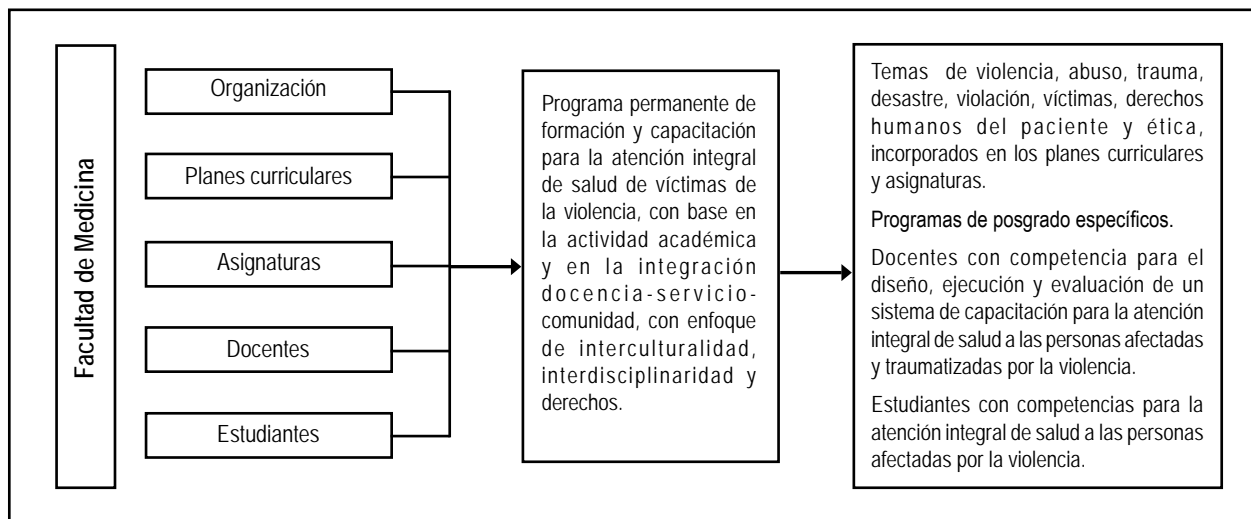 Facultad de Medicina
Organización
Planes curriculares
Asignaturas
Docentes
Estudiantes
Programa permanente de
formación y capacitación
para la atención integral
de salud de víctimas de
la violencia, con base en
la actividad académica
y en la integración
docencia-servicio-
comunidad, con enfoque
de interculturalidad,
interdisciplinaridad y
derechos.
Temas de violencia, abuso, trauma,
desastre, violación, víctimas, derechos
humanos del paciente y ética,
incorporados en los planes curriculares
y asignaturas.
Programas de posgrado específicos.
Docentes con competencia para el
diseño, ejecución y evaluación de un
sistema de capacitación para la atención
integral de salud a las personas afectadas
y traumatizadas por la violencia.
Estudiantes con competencias para la
atención integral de salud a las personas
afectadas por la violencia.